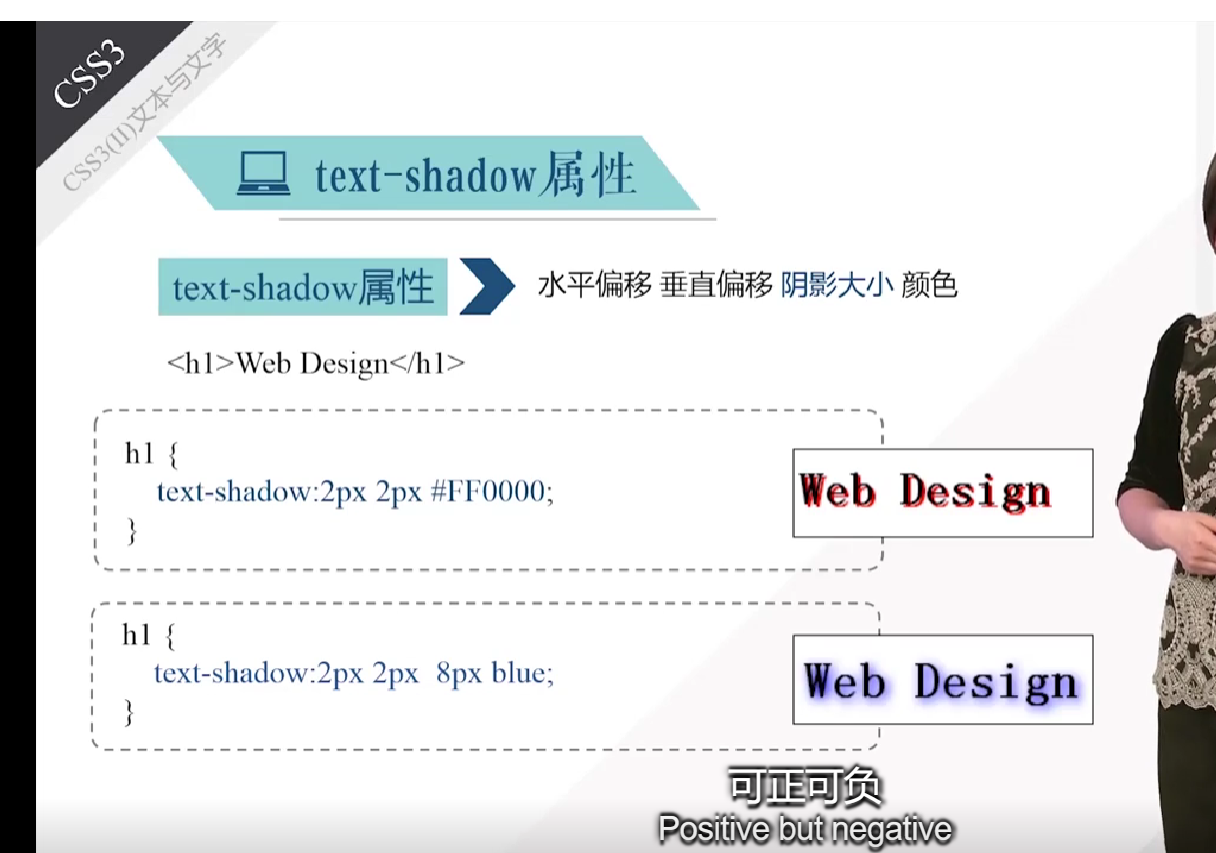 CSS3
CSS3(II)文本与文字
text-shadow属性
text-shadow属性 水平偏移 垂直偏移 阴影大小 颜色
<h1>Web Design</h1>
h1 {
text-shadow:2px 2px #FF0000;
}
Web Design
h1 {
text-shadow:2px 2px  8px blue;
}
Web Design
可正可负
Positive but negative